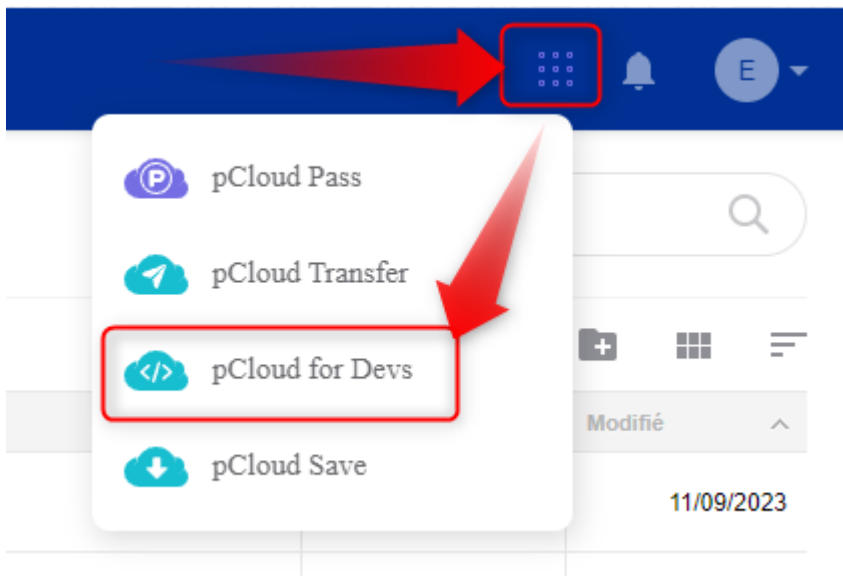 E
pCloud Pass
pCloud Transfer
pCloud for Devs
Modifié
pCloud Save
11/09/2023